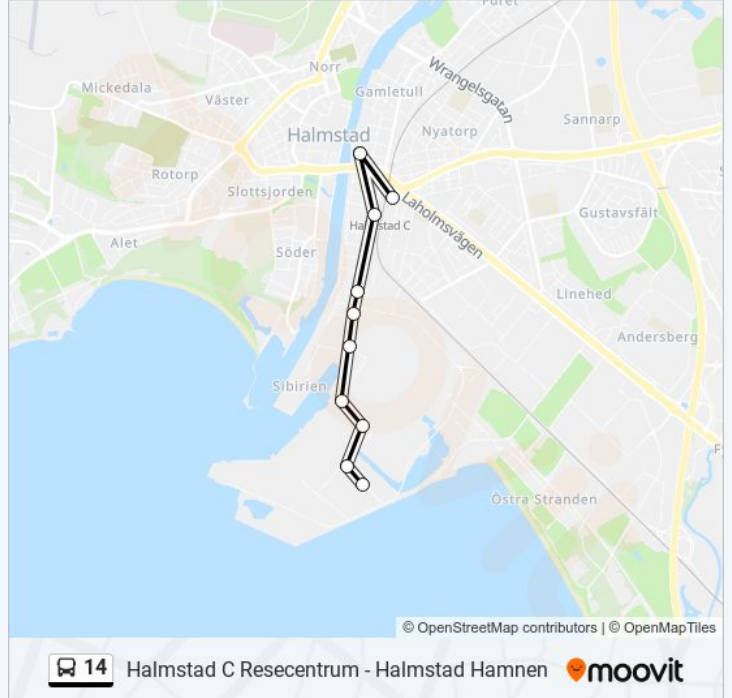 Furet
Norr
Wrangelsgatan
Mickedala
Gamletull
Väster
Sannarp
Halmstad
Nyatorp
Rotorp
Slottsjorden
Laholmsvägen
Gustavsfält
Alet
Söder
Linehed
Andersberg
Sibirien
Östra Stranden
© OpenStreetMap contributors | © OpenMapTiles
14 Halmstad C Resecentrum - Halmstad Hamnen moovit